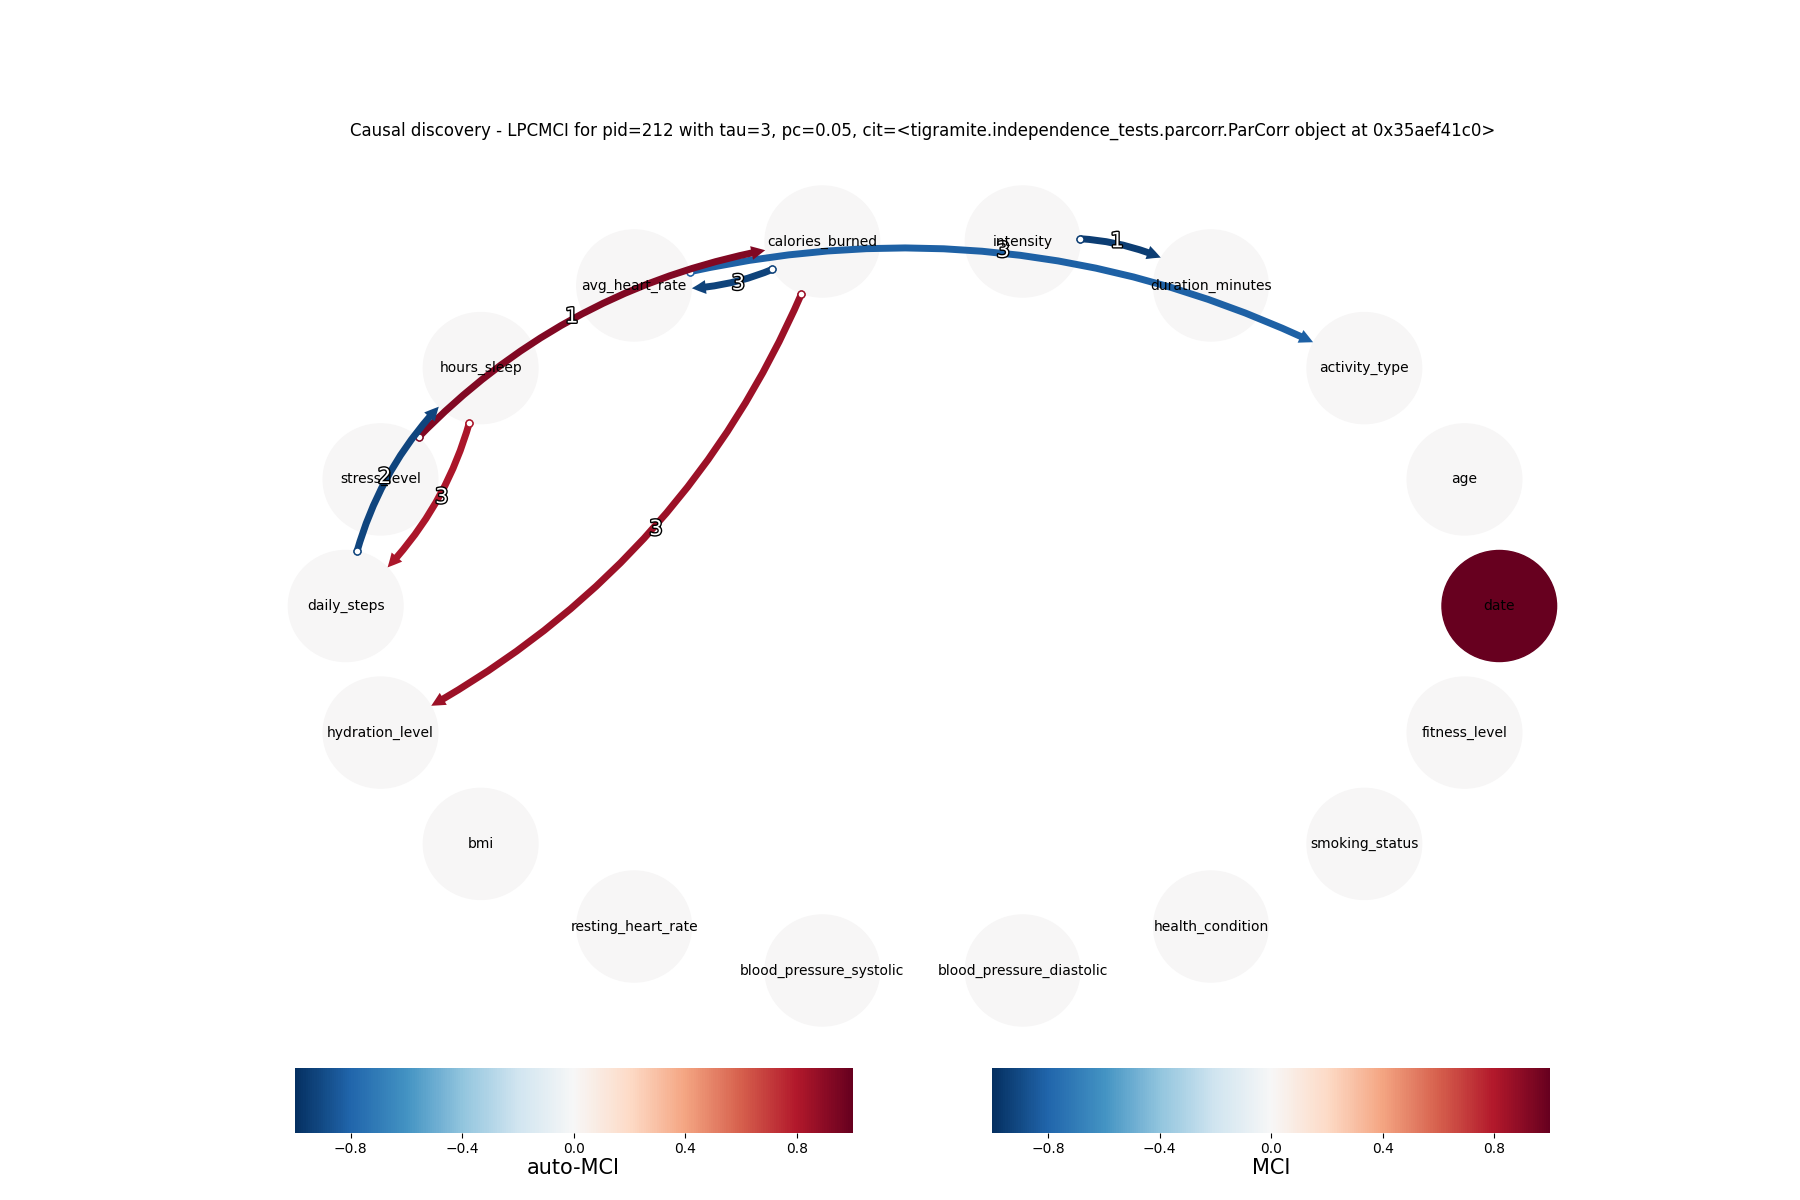 Causal discovery - LPCMCI for pid=212 with tau=3, pc=0.05, cit=<tigramite.independence_tests.parcorr.ParCorr object at 0x35aef41c0>
calories_burned
intensity
3
1
avg_heart_rate
3
duration_minutes
1
hours_sleep
activity_type
stress_level
2
3
age
3
daily_steps
date
hydration_level
fitness_level
bmi
smoking_status
resting_heart_rate
health_condition
blood_pressure_systolic
blood_pressure_diastolic
−0.8 −0.4 0.0 0.4 0.8
auto-MCI
−0.8 −0.4 0.0 0.4 0.8
MCI